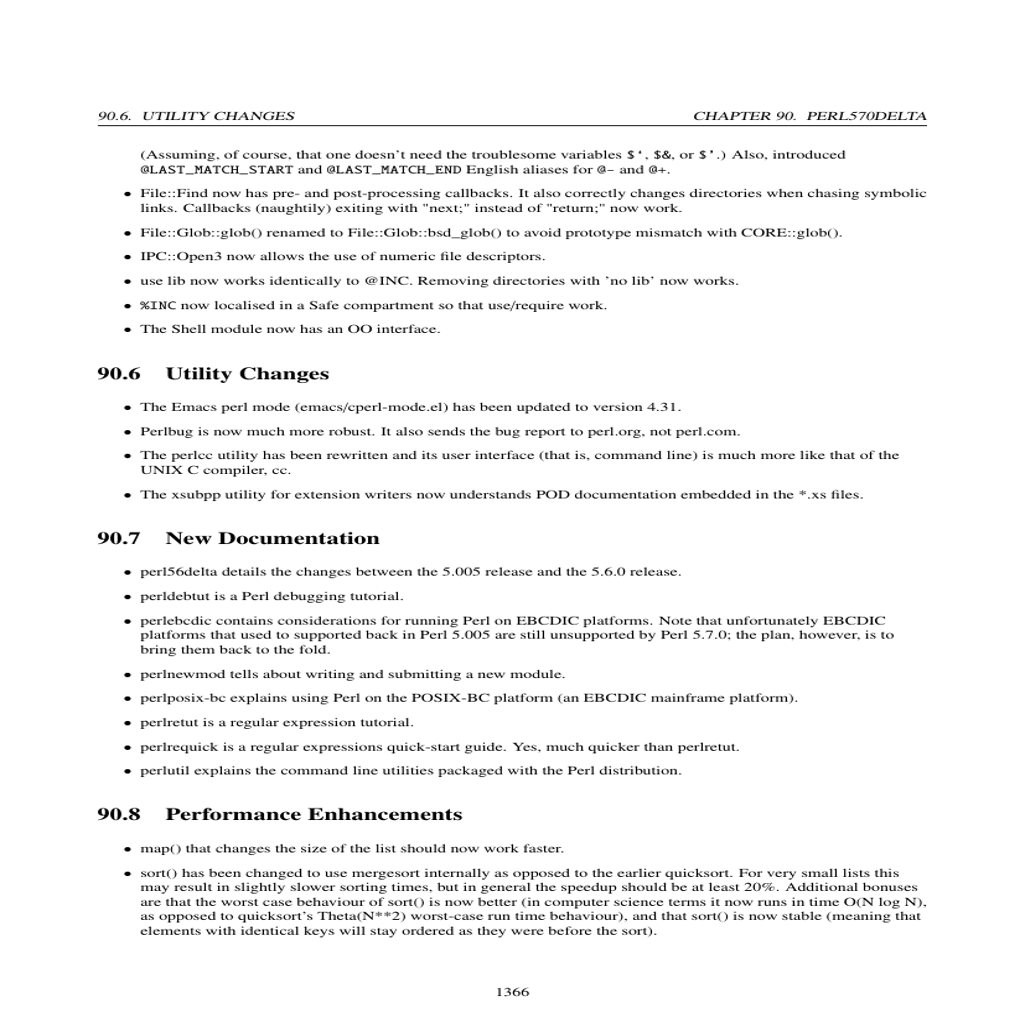 90.6. UTILITY CHANGES CHAPTER 90. PERL570DELTA
(Assuming, of course, that one doesn't need the troublesome variables $‘, $&, or $'.) Also, introduced
@LAST_MATCH_START and @LAST_MATCH_END English aliases for @- and @+.
• File::Find now has pre- and post-processing callbacks. It also correctly changes directories when chasing symbolic
links. Callbacks (naughtily) exiting with "next;" instead of "return;" now work.
• File::Glob::glob() renamed to File::Glob::bsd_glob() to avoid prototype mismatch with CORE::glob().
• IPC::Open3 now allows the use of numeric file descriptors.
• use lib now works identically to @INC. Removing directories with 'no lib' now works.
• %INC now localised in a Safe compartment so that use/require work.
• The Shell module now has an OO interface.
90.6 Utility Changes
• The Emacs perl mode (emacs/cperl-mode.el) has been updated to version 4.31.
• Perlbug is now much more robust. It also sends the bug report to perl.org, not perl.com.
• The perlcc utility has been rewritten and its user interface (that is, command line) is much more like that of the
UNIX C compiler, cc.
• The xsubpp utility for extension writers now understands POD documentation embedded in the *.xs files.
90.7 New Documentation
• perl56delta details the changes between the 5.005 release and the 5.6.0 release.
• perldebtut is a Perl debugging tutorial.
• perlebcdic contains considerations for running Perl on EBCDIC platforms. Note that unfortunately EBCDIC
platforms that used to supported back in Perl 5.005 are still unsupported by Perl 5.7.0; the plan, however, is to
bring them back to the fold.
• perlnewmod tells about writing and submitting a new module.
• perlposix-bc explains using Perl on the POSIX-BC platform (an EBCDIC mainframe platform).
• perlretut is a regular expression tutorial.
• perlrequick is a regular expressions quick-start guide. Yes, much quicker than perlretut.
• perlutil explains the command line utilities packaged with the Perl distribution.
90.8 Performance Enhancements
• map() that changes the size of the list should now work faster.
• sort() has been changed to use mergesort internally as opposed to the earlier quicksort. For very small lists this
may result in slightly slower sorting times, but in general the speedup should be at least 20%. Additional bonuses
are that the worst case behaviour of sort() is now better (in computer science terms it now runs in time O(N log N),
as opposed to quicksort's Theta(N**2) worst-case run time behaviour), and that sort() is now stable (meaning that
elements with identical keys will stay ordered as they were before the sort).
1366